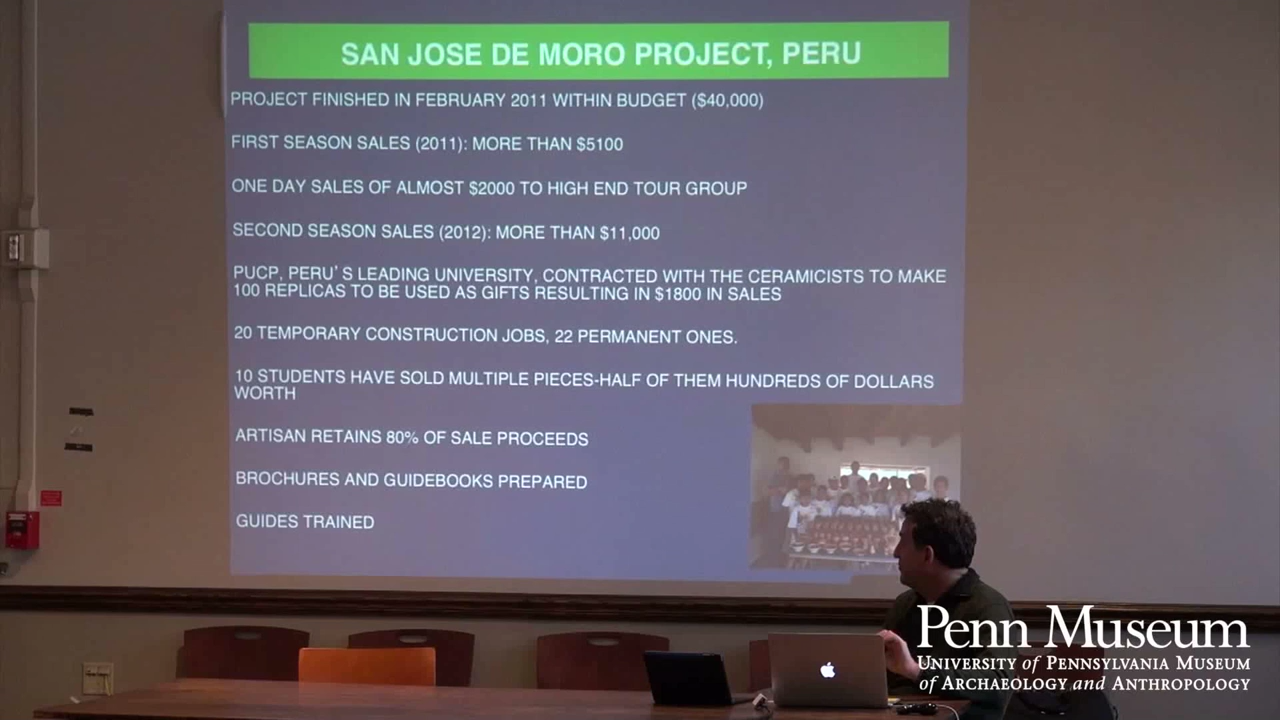 SAN JOSE DE MORO PROJECT, PERU
PROJECT FINISHED IN FEBRUARY 2011 WITHIN BUDGET ($40,000)
FIRST SEASON SALES (2011): MORE THAN $5100
ONE DAY SALES OF ALMOST $2000 TO HIGH END TOUR GROUP
SECOND SEASON SALES (2012): MORE THAN $11,000
PUCP, PERU'S LEADING UNIVERSITY, CONTRACTED WITH THE CERAMICISTS TO MAKE
100 REPLICAS TO BE USED AS GIFTS RESULTING IN $1800 IN SALES
20 TEMPORARY CONSTRUCTION JOBS, 22 PERMANENT ONES.
10 STUDENTS HAVE SOLD MULTIPLE PIECES-HALF OF THEM HUNDREDS OF DOLLARS
WORTH
ARTISAN RETAINS 80% OF SALE PROCEEDS
BROCHURES AND GUIDEBOOKS PREPARED
GUIDES TRAINED
Penn Museum
University of Pennsylvania Museum
of Archaeology and Anthropology